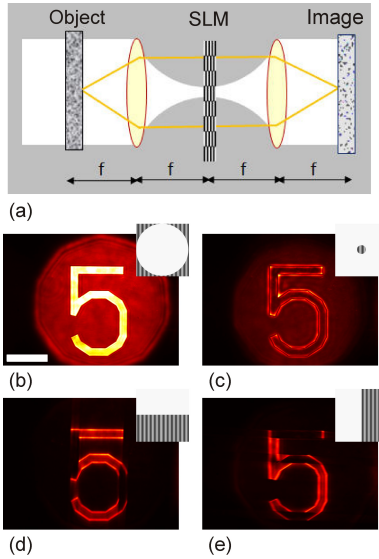 Object SLM Image
f f f f
(a)
5 5
(b) (c)
5 5
(d) (e)